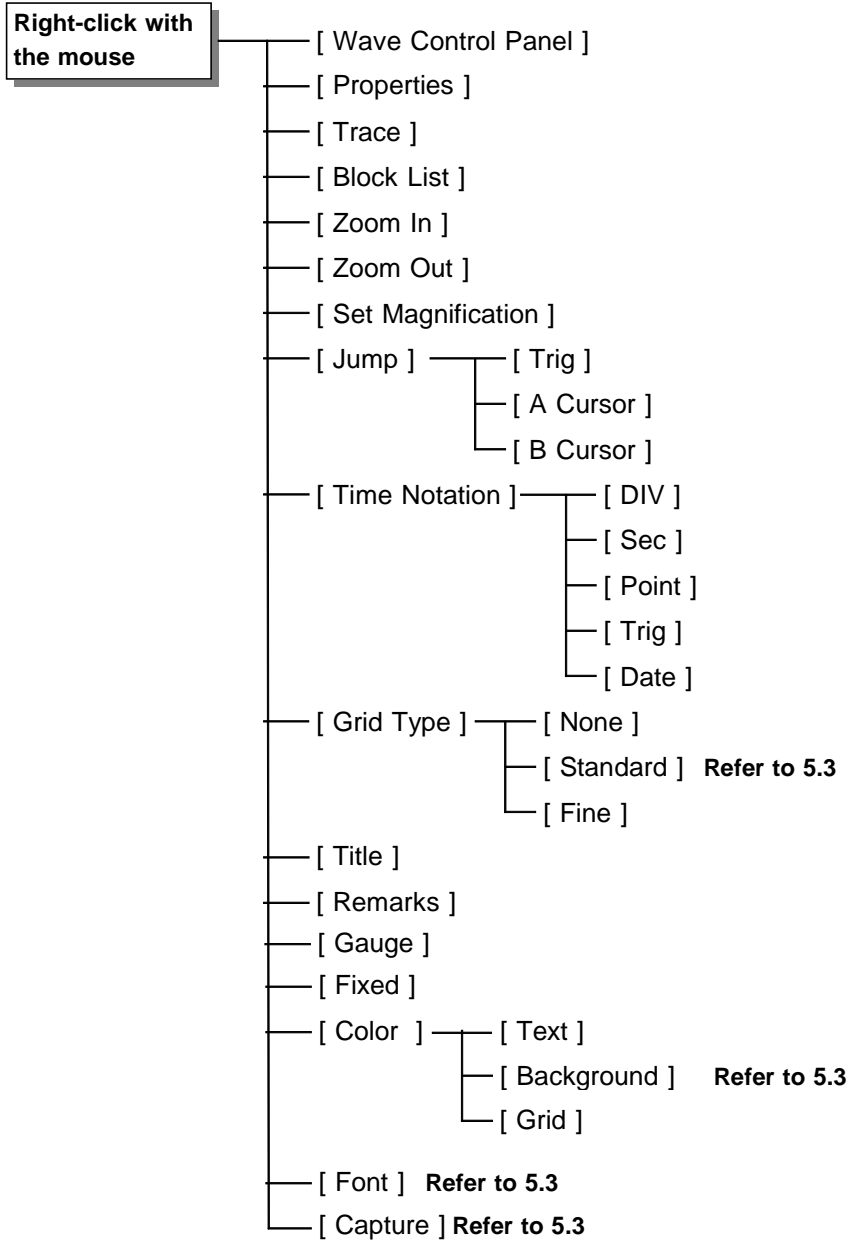 Right-click with
the mouse
[ Wave Control Panel ]
[ Properties ]
[ Trace ]
[ Block List ]
[ Zoom In ]
[ Zoom Out ]
[ Set Magnification ]
[ Jump ] [ Trig ]
[ A Cursor ]
[ B Cursor ]
[ Time Notation ] [ DIV ]
[ Sec ]
[ Point ]
[ Trig ]
[ Date ]
[ Grid Type ] [ None ]
[ Standard ] Refer to 5.3
[ Fine ]
[ Title ]
[ Remarks ]
[ Gauge ]
[ Fixed ]
[ Color ] [ Text ]
[ Background ] Refer to 5.3
[ Grid ]
[ Font ] Refer to 5.3
[ Capture ] Refer to 5.3